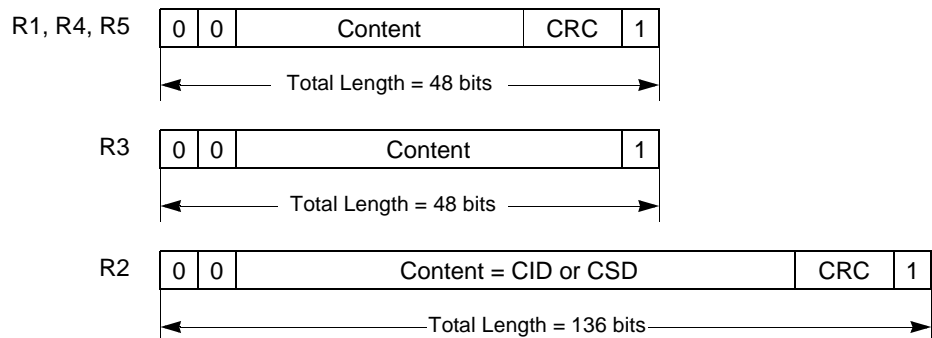 R1, R4, R5 0 0 Content CRC 1
Total Length = 48 bits
R3 0 0 Content 1
Total Length = 48 bits
R2 0 0 Content = CID or CSD CRC 1
Total Length = 136 bits